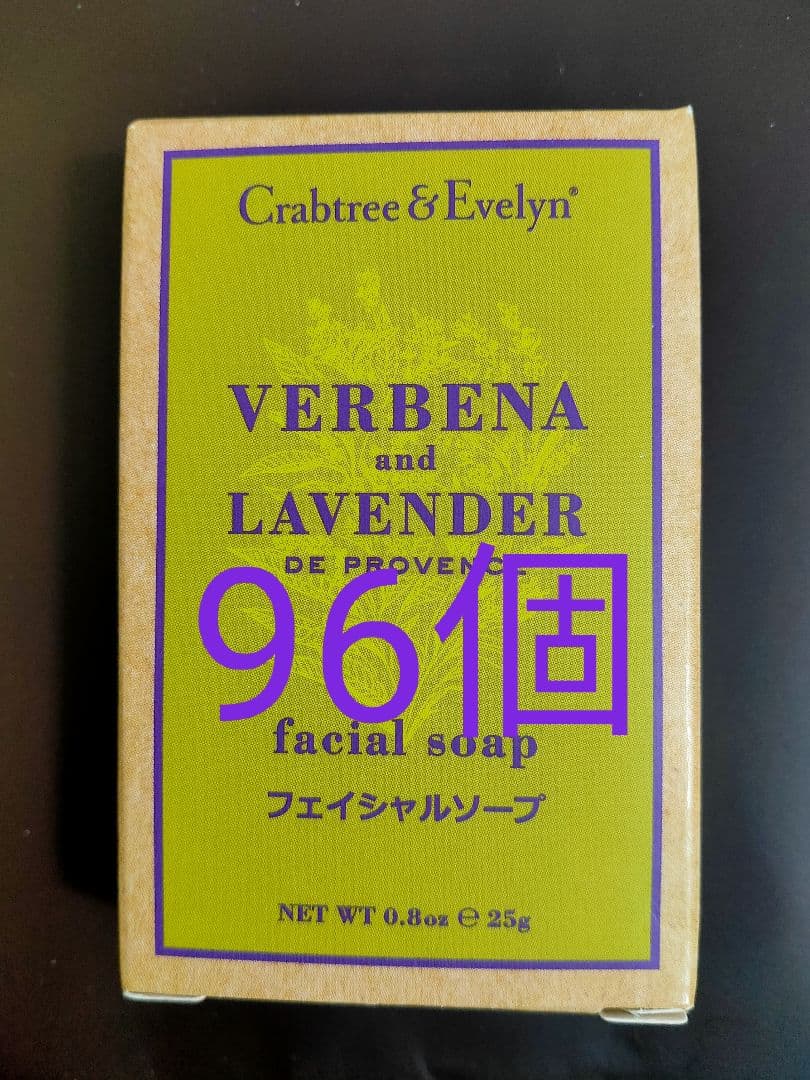 Crabtree & Evelyn®
VERBENA
and
LAVENDER
DE PROVENCE
96個
facial soap
フェイシャルソープ
NET WT 0.8oz ℮ 25g